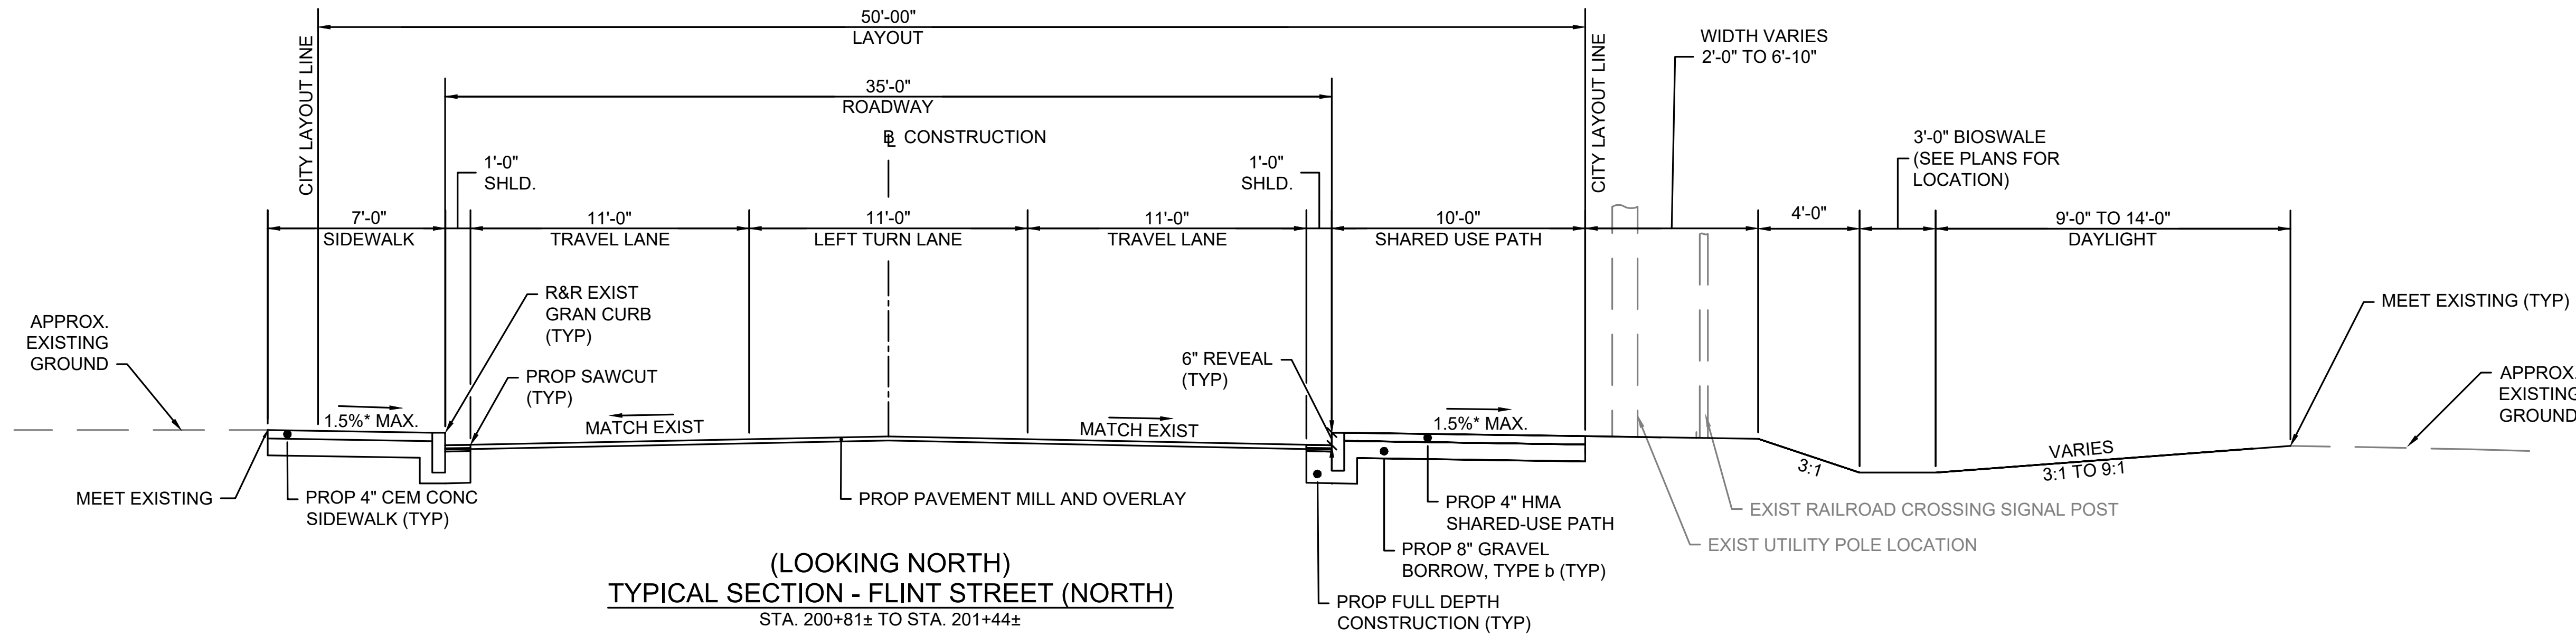 50'-00"
LAYOUT
CITY LAYOUT LINE
CITY LAYOUT LINE
WIDTH VARIES
2'-0" TO 6'-10"
35'-0"
ROADWAY
℄ CONSTRUCTION
1'-0"
SHLD.
1'-0"
SHLD.
3'-0" BIOSWALE
(SEE PLANS FOR
LOCATION)
7'-0"
SIDEWALK
11'-0"
TRAVEL LANE
11'-0"
LEFT TURN LANE
11'-0"
TRAVEL LANE
10'-0"
SHARED USE PATH
4'-0"
9'-0" TO 14'-0"
DAYLIGHT
APPROX.
EXISTING
GROUND
R&R EXIST
GRAN CURB
(TYP)
PROP SAWCUT
(TYP)
6" REVEAL
(TYP)
MEET EXISTING (TYP)
APPROX.
EXISTING
GROUND
1.5%* MAX.
MATCH EXIST
MATCH EXIST
1.5%* MAX.
3:1
VARIES
3:1 TO 9:1
MEET EXISTING
PROP 4" CEM CONC
SIDEWALK (TYP)
PROP PAVEMENT MILL AND OVERLAY
PROP 4" HMA
SHARED-USE PATH
PROP 8" GRAVEL
BORROW, TYPE b (TYP)
PROP FULL DEPTH
CONSTRUCTION (TYP)
EXIST RAILROAD CROSSING SIGNAL POST
EXIST UTILITY POLE LOCATION
(LOOKING NORTH)
TYPICAL SECTION - FLINT STREET (NORTH)
STA. 200+81± TO STA. 201+44±